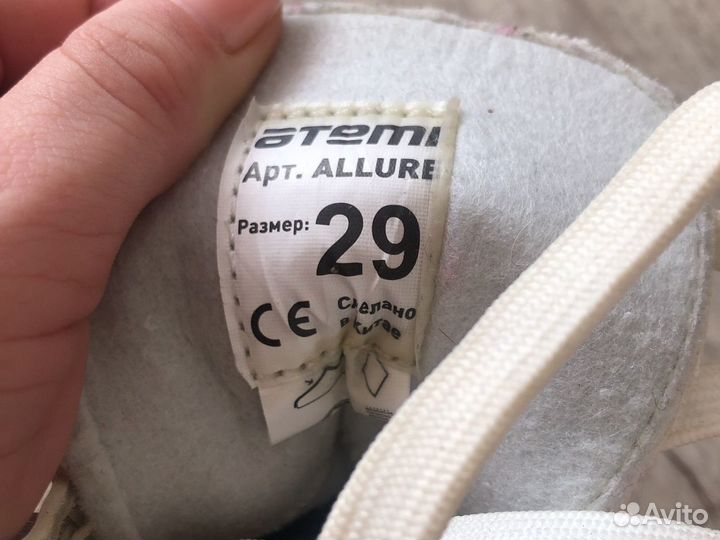 ATEMI
Арт. ALLURE
Размер: 29
CE
Сделано
в Китае
Avito